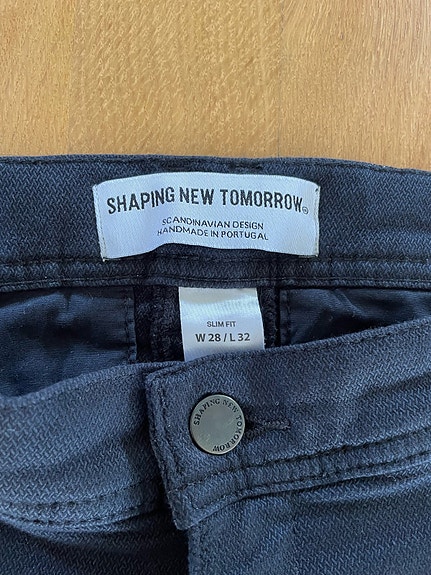 SHAPING NEW TOMORROW
SCANDINAVIAN DESIGN
HANDMADE IN PORTUGAL
SLIM FIT
W 28 / L 32
SHAPING NEW TOMORROW